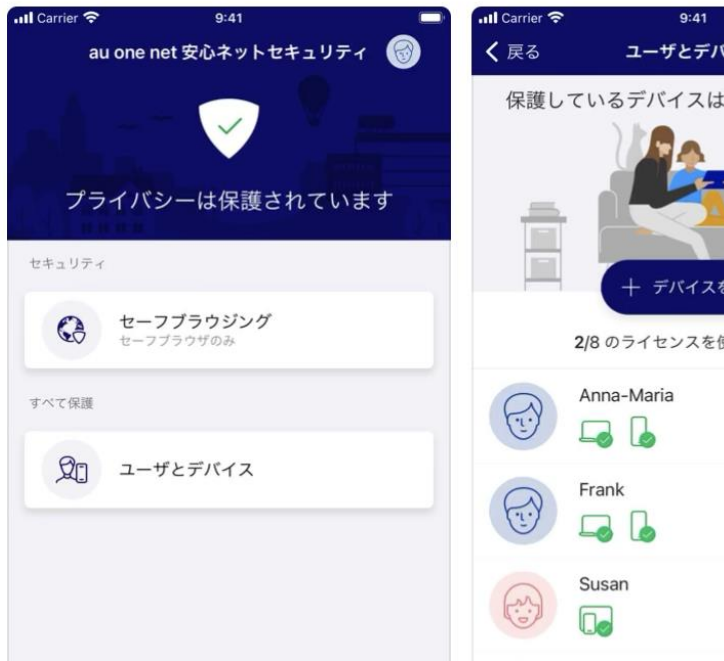 Carrier
9:41
au one net 安心ネットセキュリティ
プライバシーは保護されています
セキュリティ
セーフブラウジング
セーフブラウザのみ
すべて保護
ユーザとデバイス
Carrier
9:41
戻る
ユーザとデバ
保護しているデバイスは
+ デバイスを
2/8 のライセンスを
Anna-Maria
Frank
Susan